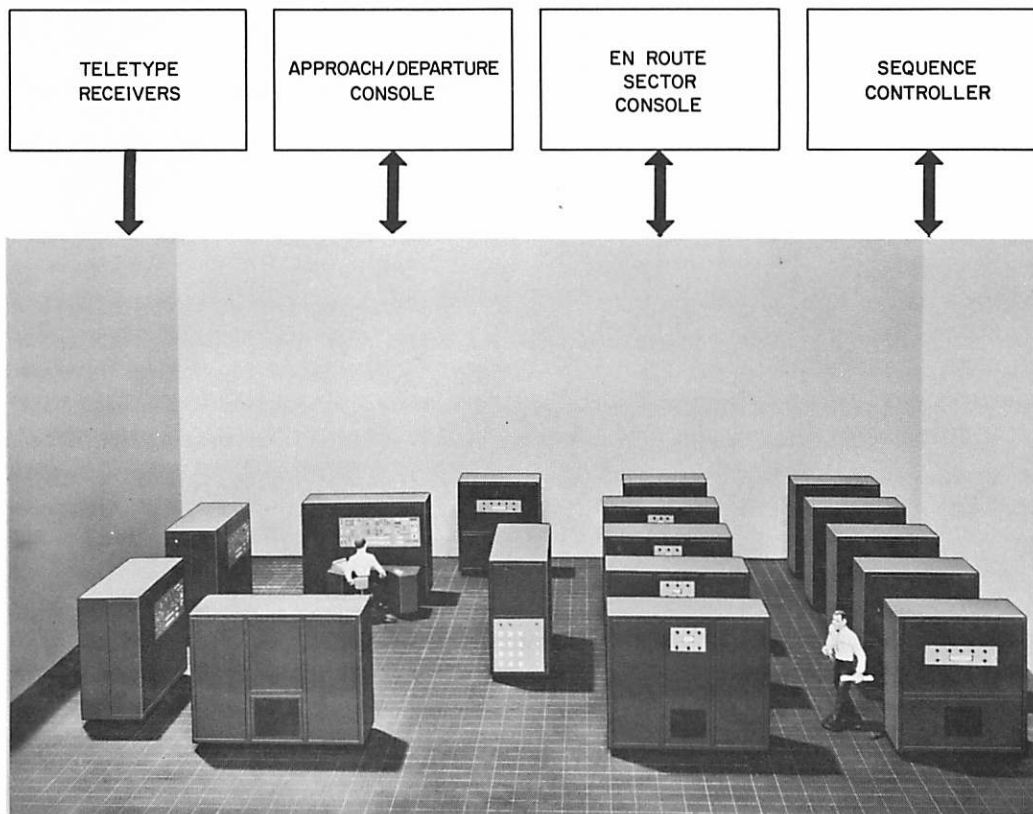 TELETYPE
RECEIVERS
APPROACH/DEPARTURE
CONSOLE
EN ROUTE
SECTOR
CONSOLE
SEQUENCE
CONTROLLER